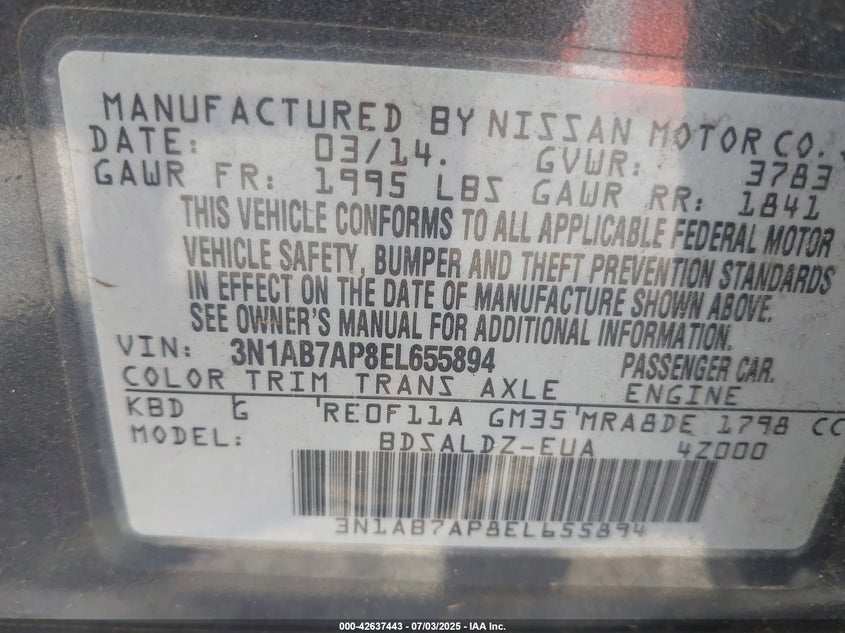 MANUFACTURED BY NISSAN MOTOR CO.,
DATE: 03/14. GVWR: 3783
GAWR FR: 1995 LBS GAWR RR: 1841
THIS VEHICLE CONFORMS TO ALL APPLICABLE FEDERAL MOTOR
VEHICLE SAFETY, BUMPER AND THEFT PREVENTION STANDARDS
IN EFFECT ON THE DATE OF MANUFACTURE SHOWN ABOVE.
SEE OWNER'S MANUAL FOR ADDITIONAL INFORMATION.
VIN: 3N1AB7AP8EL655894 PASSENGER CAR.
COLOR TRIM TRANS AXLE ENGINE
KBD G RE0F11A GM35 MRA8DE 1798 CC
MODEL: BDSALDZ-EUA 4Z000
3N1AB7AP8EL655894
000-42637443 - 07/03/2025 - IAA Inc.